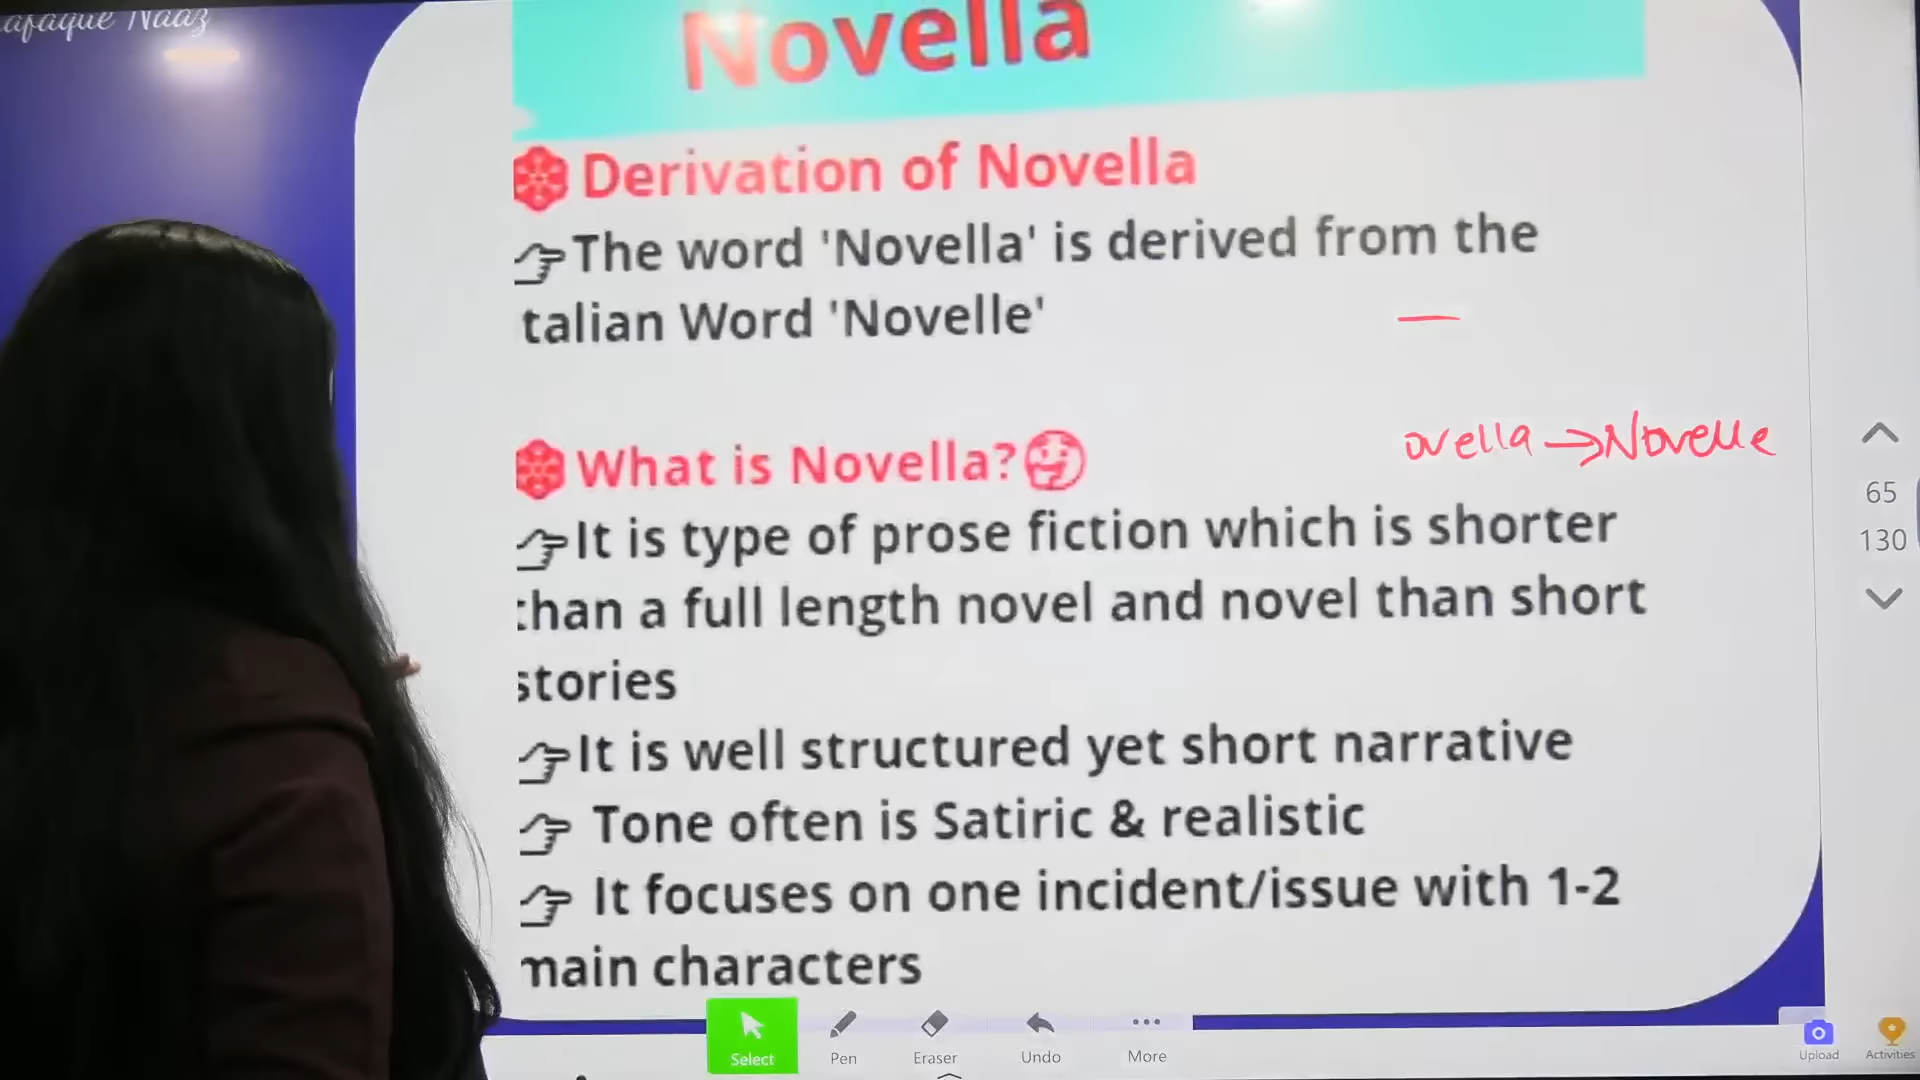 afaque Naaz
Novella
Derivation of Novella
The word 'Novella' is derived from the
talian Word 'Novelle'
ovella → Novelle
What is Novella?
It is type of prose fiction which is shorter
than a full length novel and novel than short
stories
It is well structured yet short narrative
Tone often is Satiric & realistic
It focuses on one incident/issue with 1-2
main characters
65
130
Select
Pen
Eraser
Undo
More
Upload
Activities